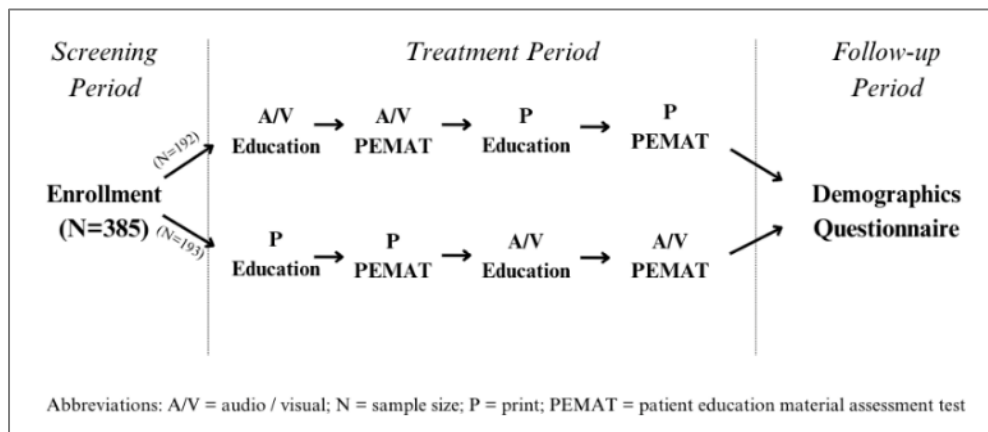 Screening
Period
Treatment Period
Follow-up
Period
(N=192)
A/V
Education
A/V
PEMAT
P
Education
P
PEMAT
Enrollment
(N=385)
(N=193)
P
Education
P
PEMAT
A/V
Education
A/V
PEMAT
Demographics
Questionnaire
Abbreviations: A/V = audio / visual; N = sample size; P = print; PEMAT = patient education material assessment test